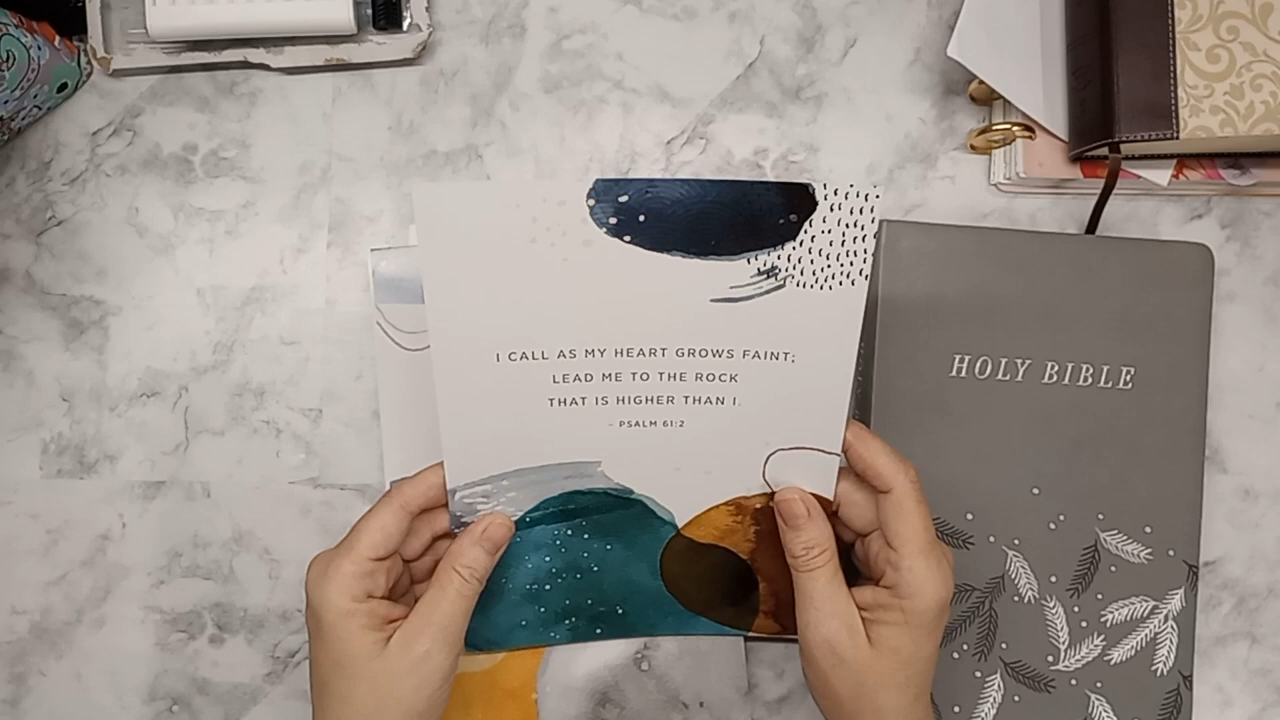 I CALL AS MY HEART GROWS FAINT;
LEAD ME TO THE ROCK
THAT IS HIGHER THAN I.
– PSALM 61:2
HOLY BIBLE